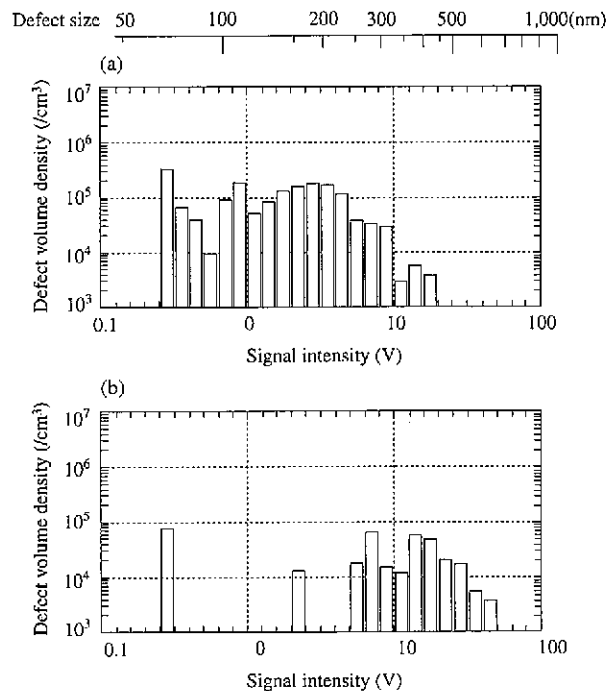 Defect size 50 100 200 300 500 1,000(nm)
(a)
Defect volume density (/cm³)
10⁷
10⁶
10⁵
10⁴
10³
0.1 0 10 100
Signal intensity (V)
(b)
Defect volume density (/cm³)
10⁷
10⁶
10⁵
10⁴
10³
0.1 0 10 100
Signal intensity (V)